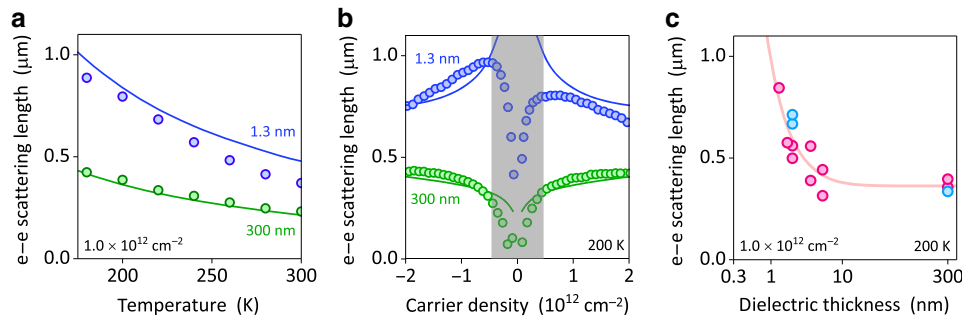 a
e−e scattering length (μm)
1.0
0.5
0.0
200
250
300
Temperature (K)
1.3 nm
300 nm
1.0 × 10¹² cm⁻²
b
e−e scattering length (μm)
1.0
0.5
0.0
−2
−1
0
1
2
Carrier density (10¹² cm⁻²)
1.3 nm
300 nm
200 K
c
e−e scattering length (μm)
1.0
0.5
0.0
0.3
1
10
300
Dielectric thickness (nm)
1.0 × 10¹² cm⁻²
200 K